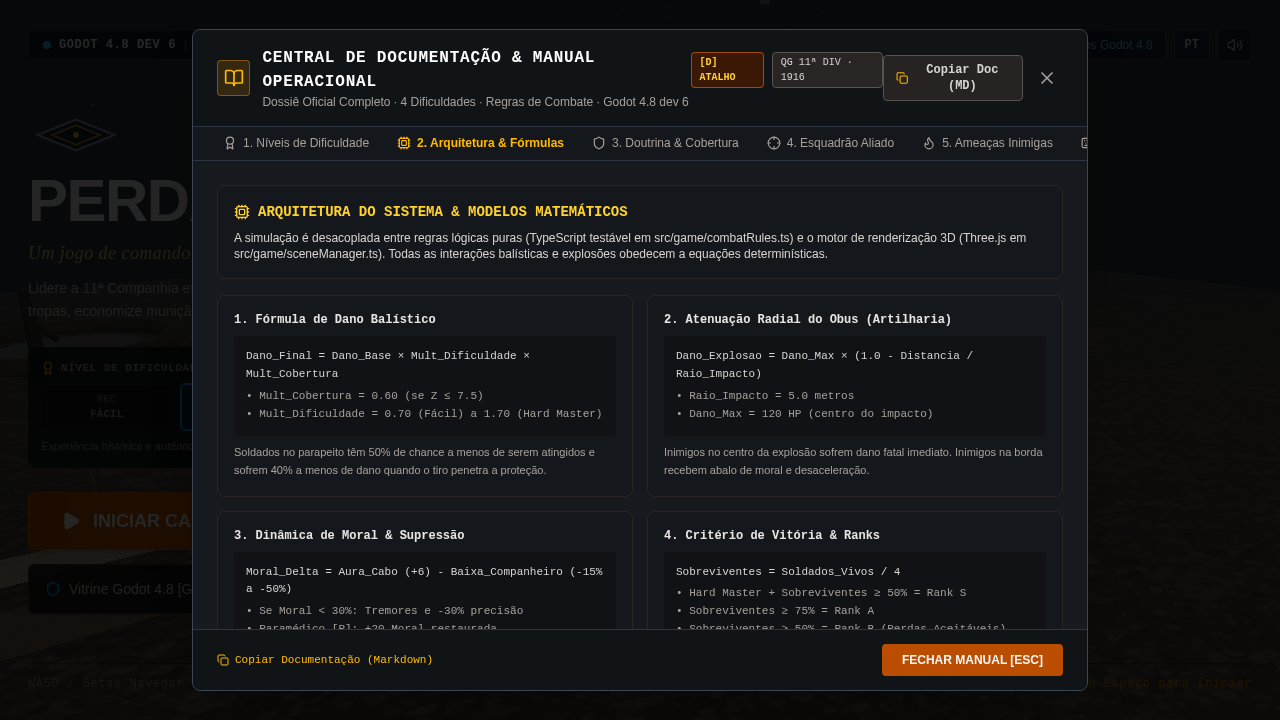 GODOT 4.8 DEV 6
s Godot 4.8
PT
CENTRAL DE DOCUMENTAÇÃO & MANUAL
OPERACIONAL
Dossiê Oficial Completo · 4 Dificuldades · Regras de Combate · Godot 4.8 dev 6
[D]
ATALHO
QG 11ª DIV ·
1916
Copiar Doc
(MD)
1. Níveis de Dificuldade
2. Arquitetura & Fórmulas
3. Doutrina & Cobertura
4. Esquadrão Aliado
5. Ameaças Inimigas
PERD
Um jogo de comando
Lidere a 11ª Companhia e
tropas, economize muniçã
NÍVEL DE DIFICULDA
REC
FÁCIL
Experiência histórica e autênti
INICIAR CA
Vitrine Godot 4.8 [G
WASD / Setas Navegar
Espaço para iniciar
ARQUITETURA DO SISTEMA & MODELOS MATEMÁTICOS
A simulação é desacoplada entre regras lógicas puras (TypeScript testável em src/game/combatRules.ts) e o motor de renderização 3D (Three.js em
src/game/sceneManager.ts). Todas as interações balísticas e explosões obedecem a equações determinísticas.
1. Fórmula de Dano Balístico
Dano_Final = Dano_Base × Mult_Dificuldade ×
Mult_Cobertura
• Mult_Cobertura = 0.60 (se Z ≤ 7.5)
• Mult_Dificuldade = 0.70 (Fácil) a 1.70 (Hard Master)
Soldados no parapeito têm 50% de chance a menos de serem atingidos e
sofrem 40% a menos de dano quando o tiro penetra a proteção.
2. Atenuação Radial do Obus (Artilharia)
Dano_Explosao = Dano_Max × (1.0 - Distancia /
Raio_Impacto)
• Raio_Impacto = 5.0 metros
• Dano_Max = 120 HP (centro do impacto)
Inimigos no centro da explosão sofrem dano fatal imediato. Inimigos na borda
recebem abalo de moral e desaceleração.
3. Dinâmica de Moral & Supressão
Moral_Delta = Aura_Cabo (+6) - Baixa_Companheiro (-15%
a -50%)
• Se Moral < 30%: Tremores e -30% precisão
• Paramédico [R]: +20 Moral restaurada
4. Critério de Vitória & Ranks
Sobreviventes = Soldados_Vivos / 4
• Hard Master + Sobreviventes ≥ 50% = Rank S
• Sobreviventes ≥ 75% = Rank A
• Sobreviventes ≥ 50% = Rank B (Perdas Aceitáveis)
Copiar Documentação (Markdown)
FECHAR MANUAL [ESC]